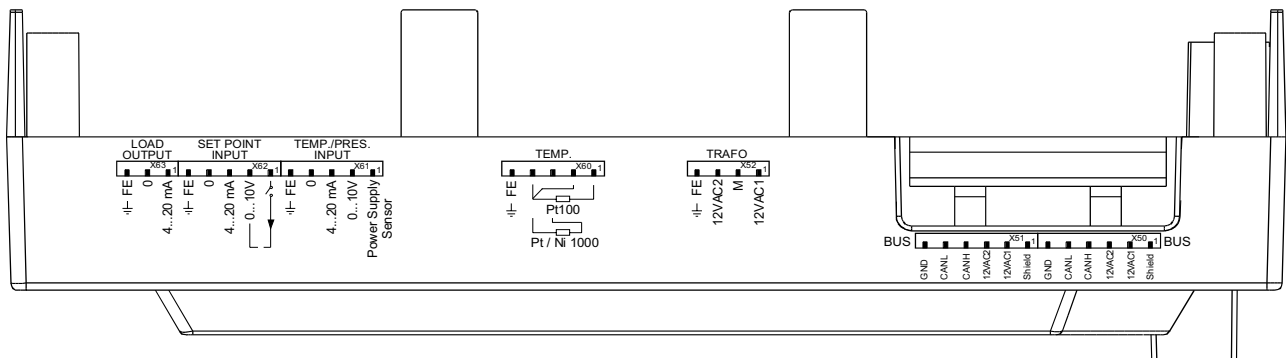 LOAD
OUTPUT
SET POINT
INPUT
TEMP./PRES.
INPUT
TEMP.
TRAFO
X63 1
X62 1
X61 1
X60 1
X52 1
FE
0
4...20 mA
FE
0
4...20 mA
0...10V
FE
0
4...20 mA
0...10V
Power Supply
Sensor
FE
Pt100
Pt / Ni 1000
FE
12VAC2
M
12VAC1
BUS
X51 1
X50 1
BUS
GND
CANL
CANH
12VAC2
12VAC1
Shield
GND
CANL
CANH
12VAC2
12VAC1
Shield